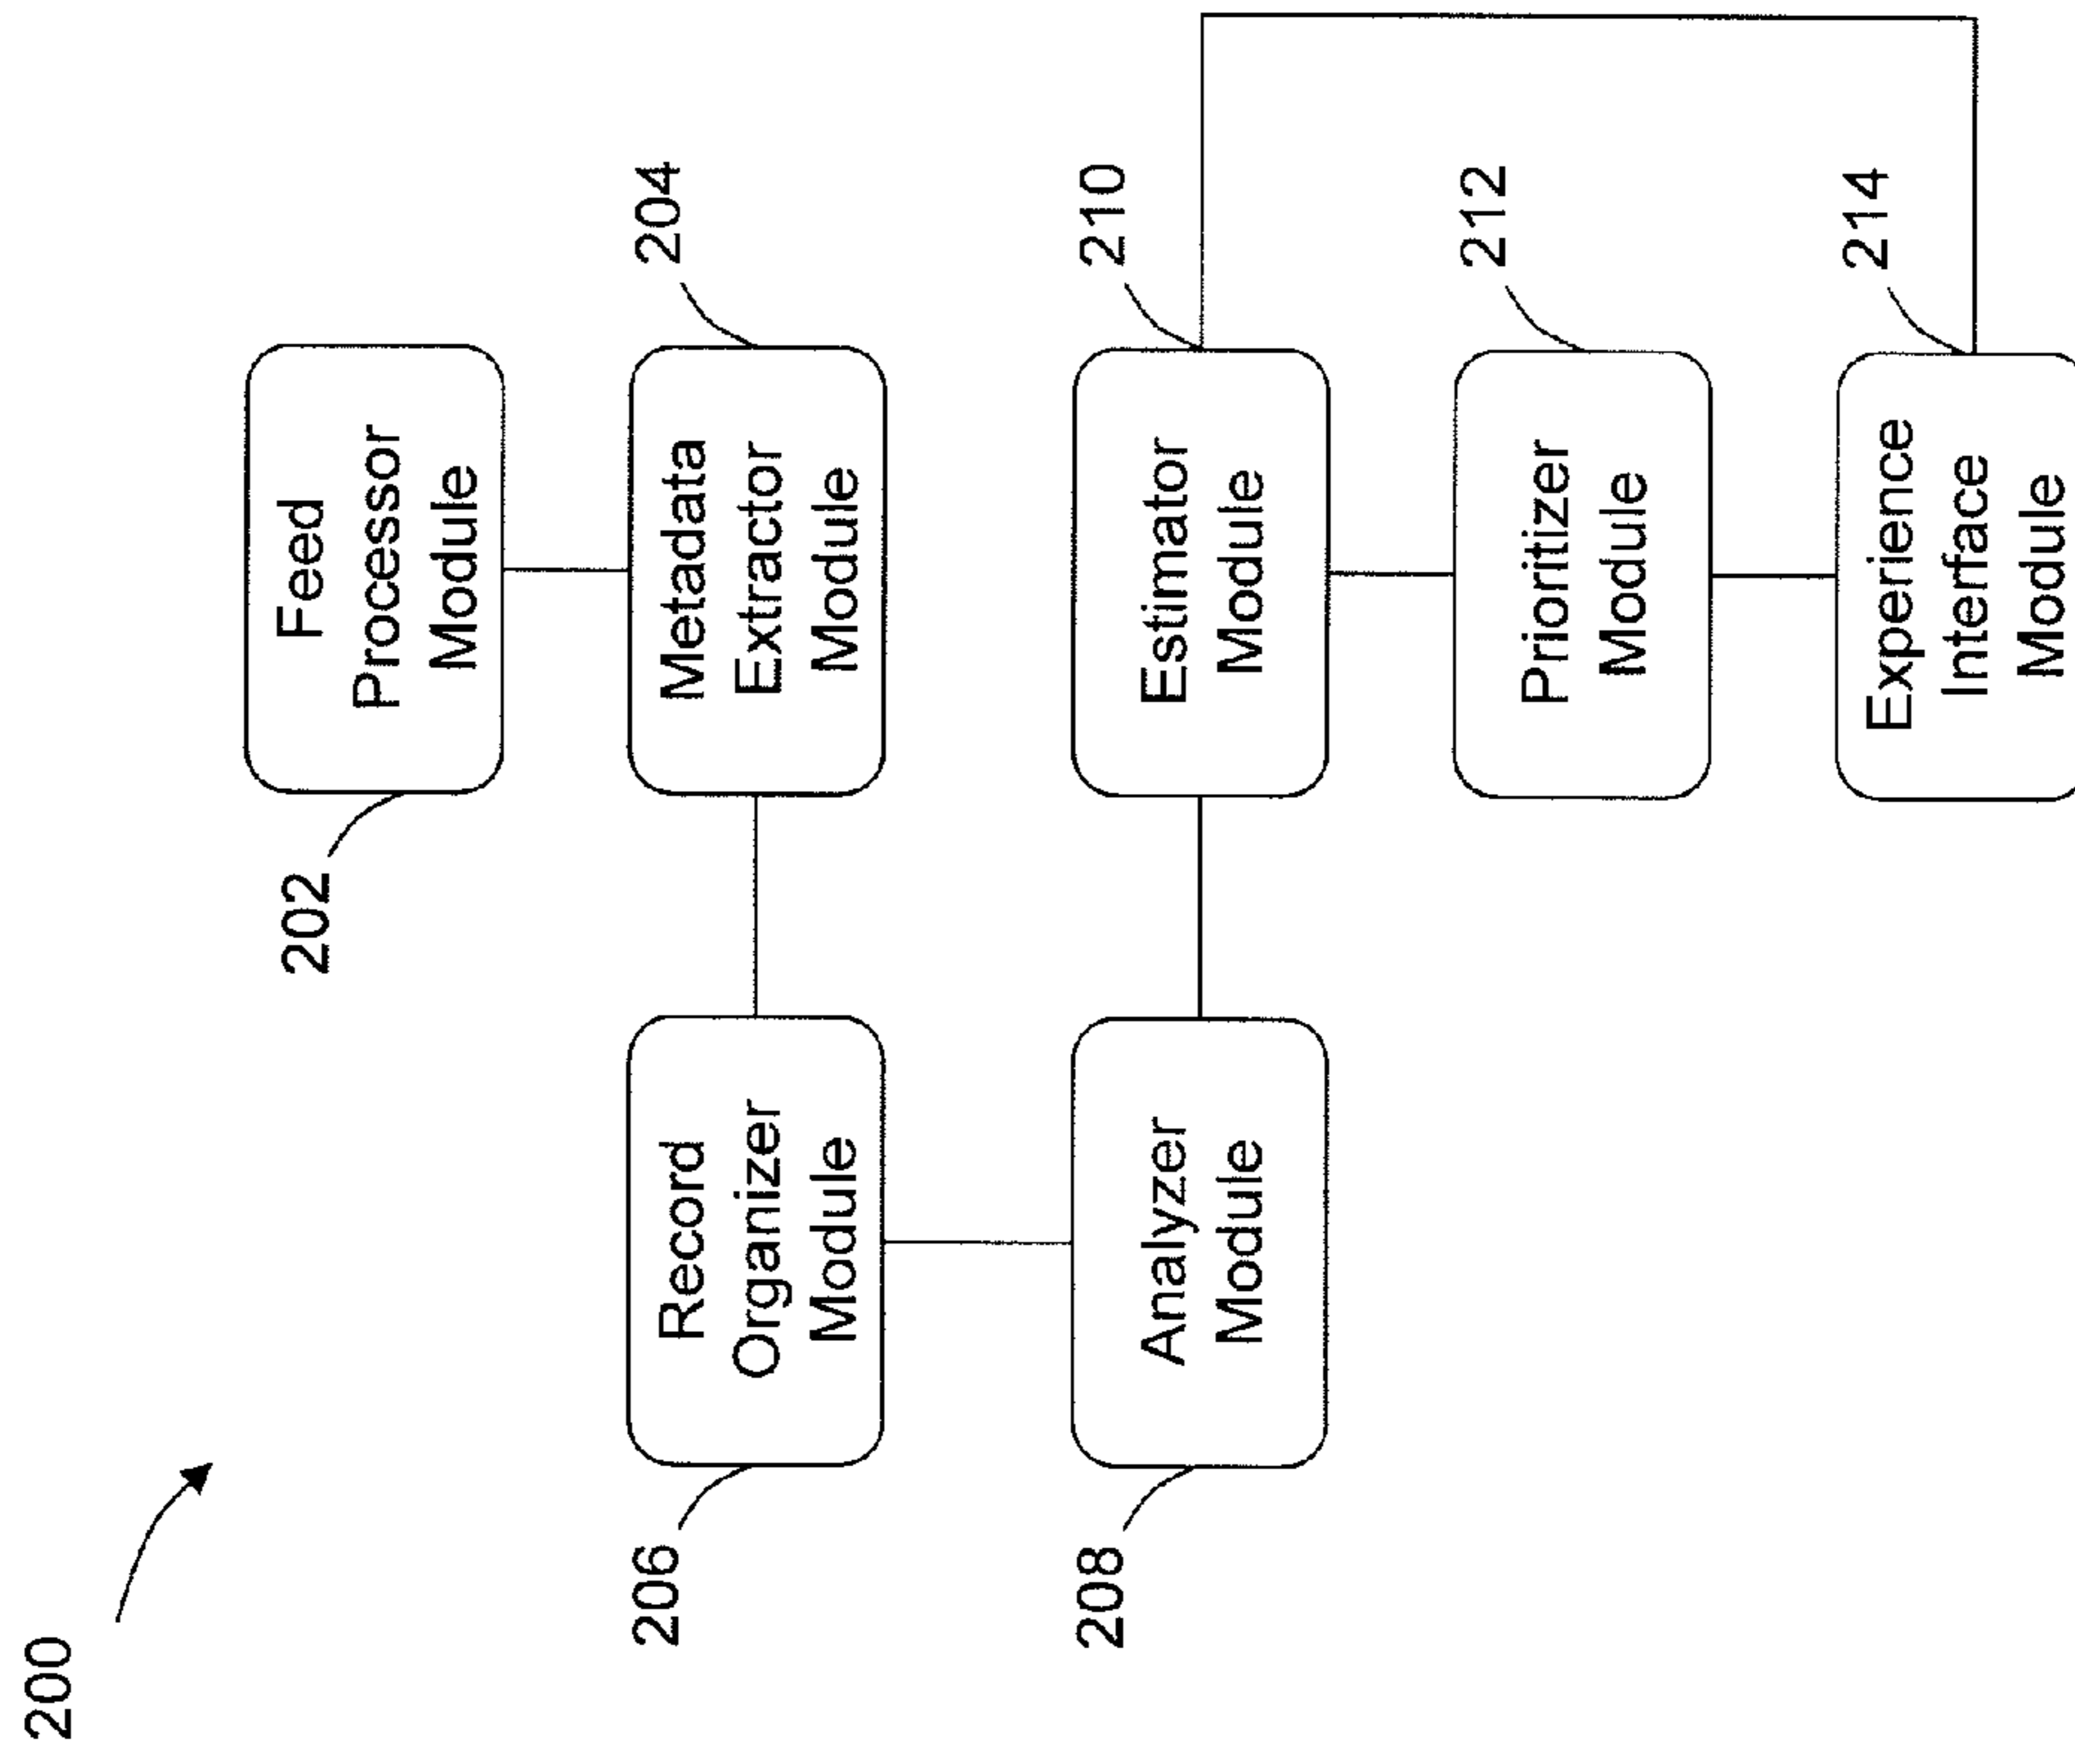 200
202
Feed
Processor
Module
204
Metadata
Extractor
Module
206
Record
Organizer
Module
208
Analyzer
Module
210
Estimator
Module
212
Prioritizer
Module
214
Experience
Interface
Module